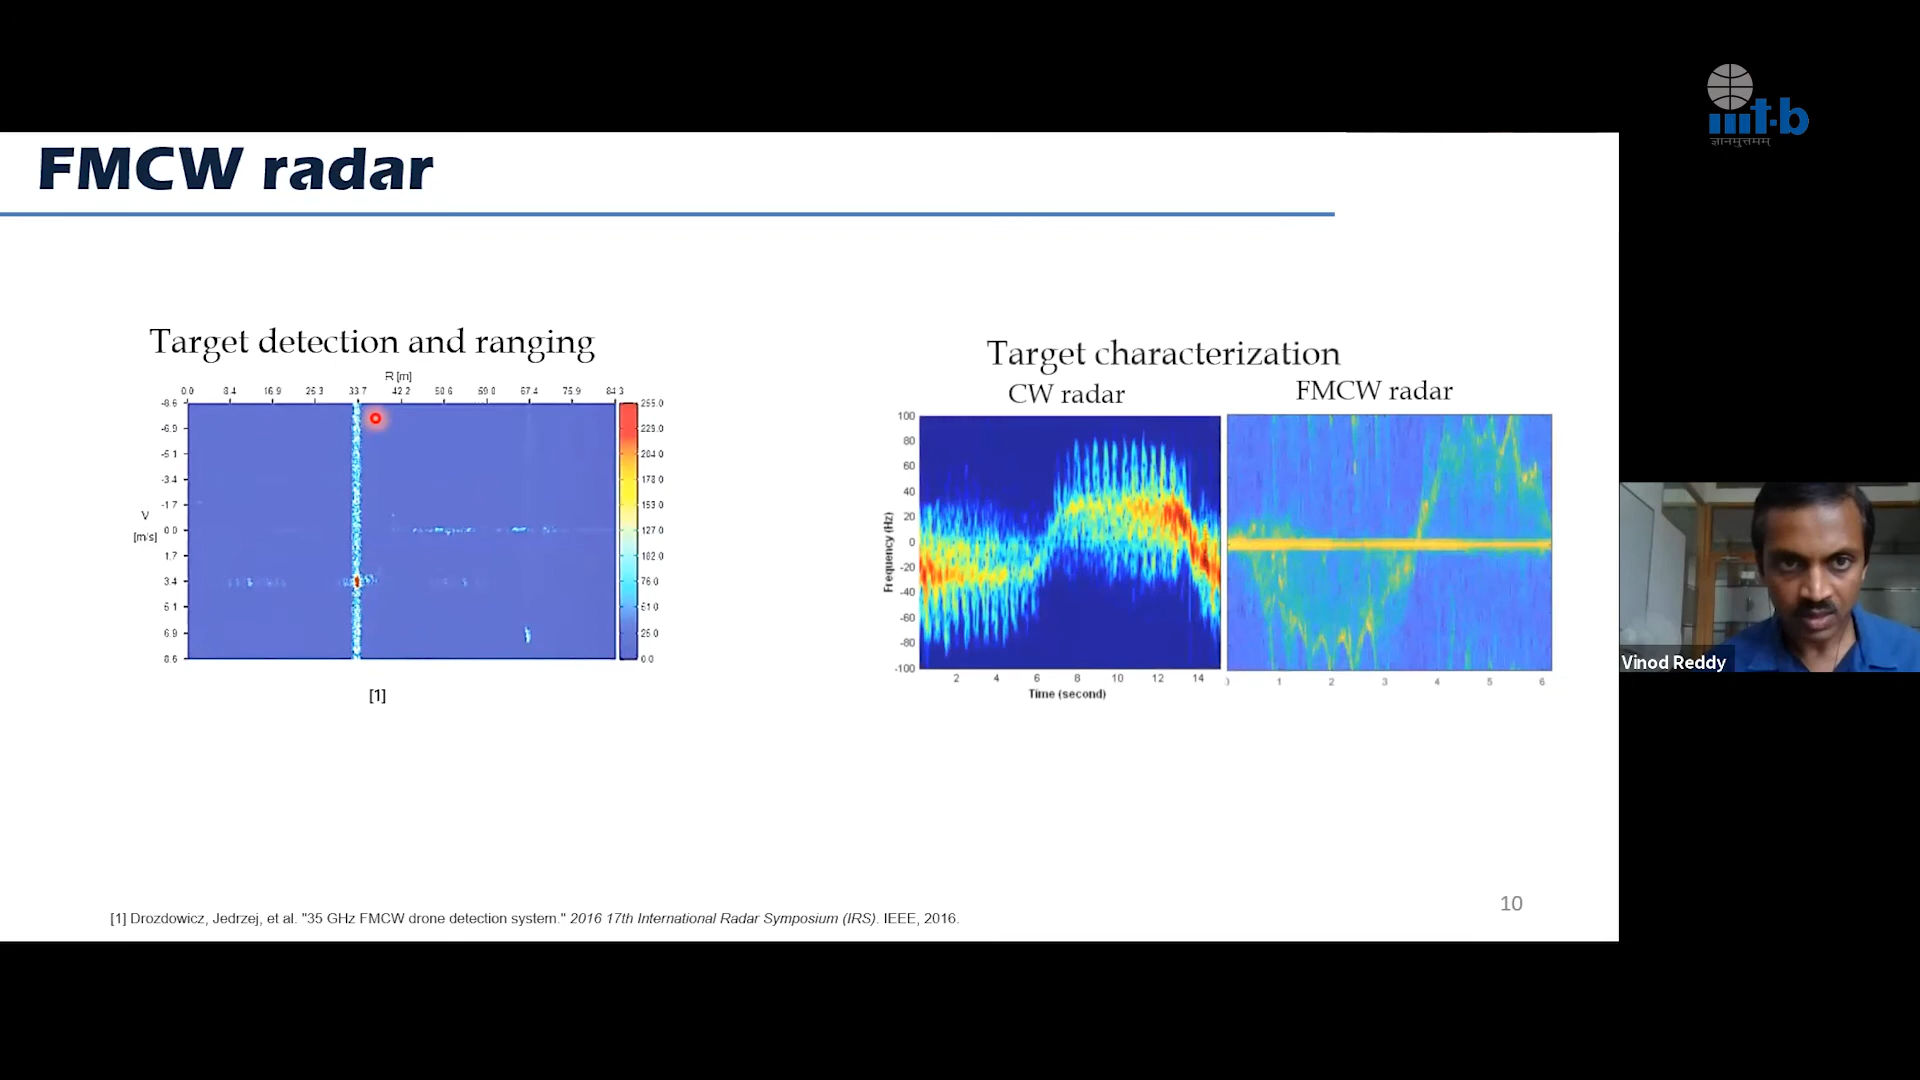 iiit-b
ज्ञानमुत्तमम्
FMCW radar
Target detection and ranging
R [m]
0.0 8.4 16.9 25.3 33.7 42.2 50.6 59.0 67.4 75.9 84.3
-8.6
-6.9
-5.1
-3.4
-1.7
0.0
1.7
3.4
5.1
6.9
8.6
V
[m/s]
255.0
229.0
204.0
178.0
153.0
127.0
102.0
76.0
51.0
25.0
0.0
[1]
Target characterization
CW radar
FMCW radar
100
80
60
40
20
0
-20
-40
-60
-80
-100
Frequency (Hz)
2 4 6 8 10 12 14
Time (second)
1 2 3 4 5 6
Vinod Reddy
10
[1] Drozdowicz, Jedrzej, et al. "35 GHz FMCW drone detection system." 2016 17th International Radar Symposium (IRS). IEEE, 2016.